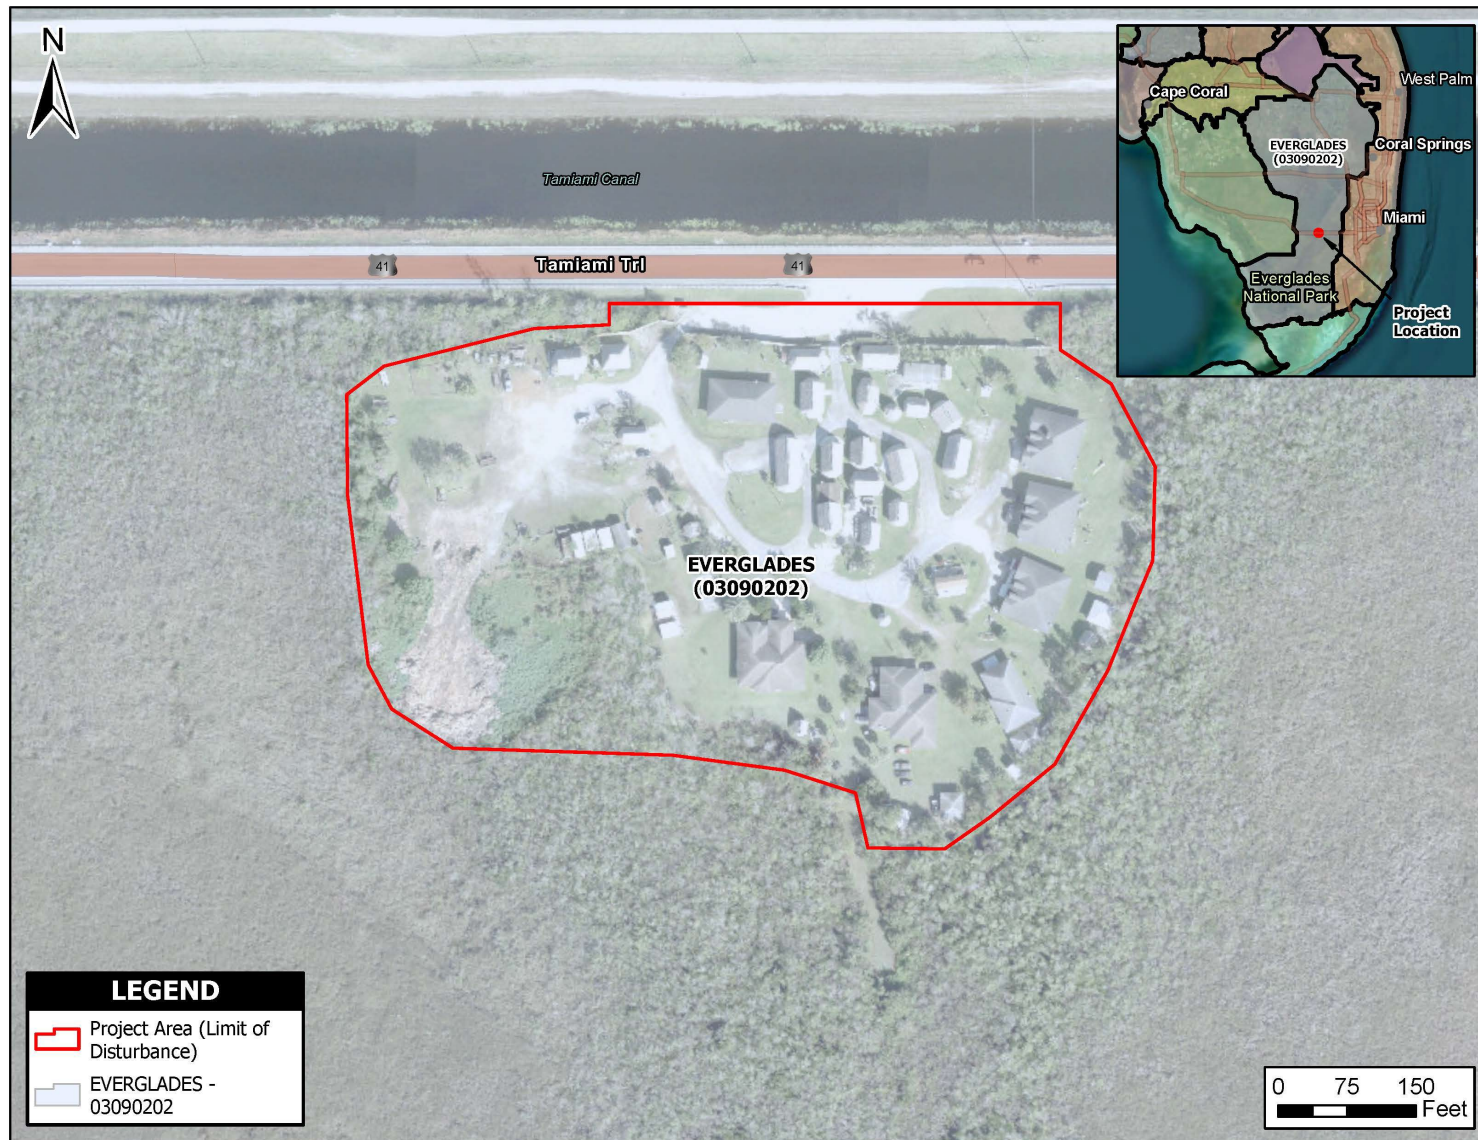 N
Tamiami Canal
41
Tamiami Trl
41
EVERGLADES
(03090202)
West Palm
Cape Coral
EVERGLADES
(03090202)
Coral Springs
Miami
Everglades
National Park
Project
Location
LEGEND
Project Area (Limit of
Disturbance)
EVERGLADES -
03090202
0 75 150
Feet